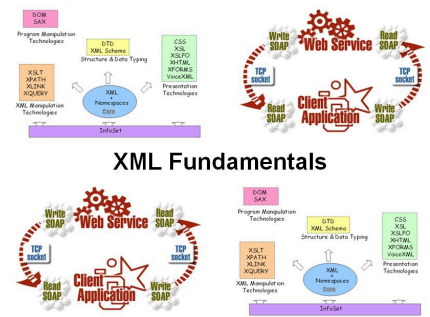 DOM
SAX
Program Manipulation
Technologies
DTD
XML Schema
Structure & Data Typing
CSS
XSL
XSLFO
XHTML
XFORMS
VoiceXML
Presentation
Technologies
XSLT
XPATH
XLINK
XQUERY
XML Manipulation
Technologies
XML
+
Namespaces
Core
InfoSet
Write
SOAP
Web Service
Read
SOAP
TCP
socket
TCP
socket
Read
SOAP
Client
Application
Write
SOAP
XML Fundamentals
Write
SOAP
Web Service
Read
SOAP
TCP
socket
TCP
socket
Read
SOAP
Client
Application
Write
SOAP
DOM
SAX
Program Manipulation
Technologies
DTD
XML Schema
Structure & Data Typing
CSS
XSL
XSLFO
XHTML
XFORMS
VoiceXML
Presentation
Technologies
XSLT
XPATH
XLINK
XQUERY
XML Manipulation
Technologies
XML
+
Namespaces
Core
InfoSet